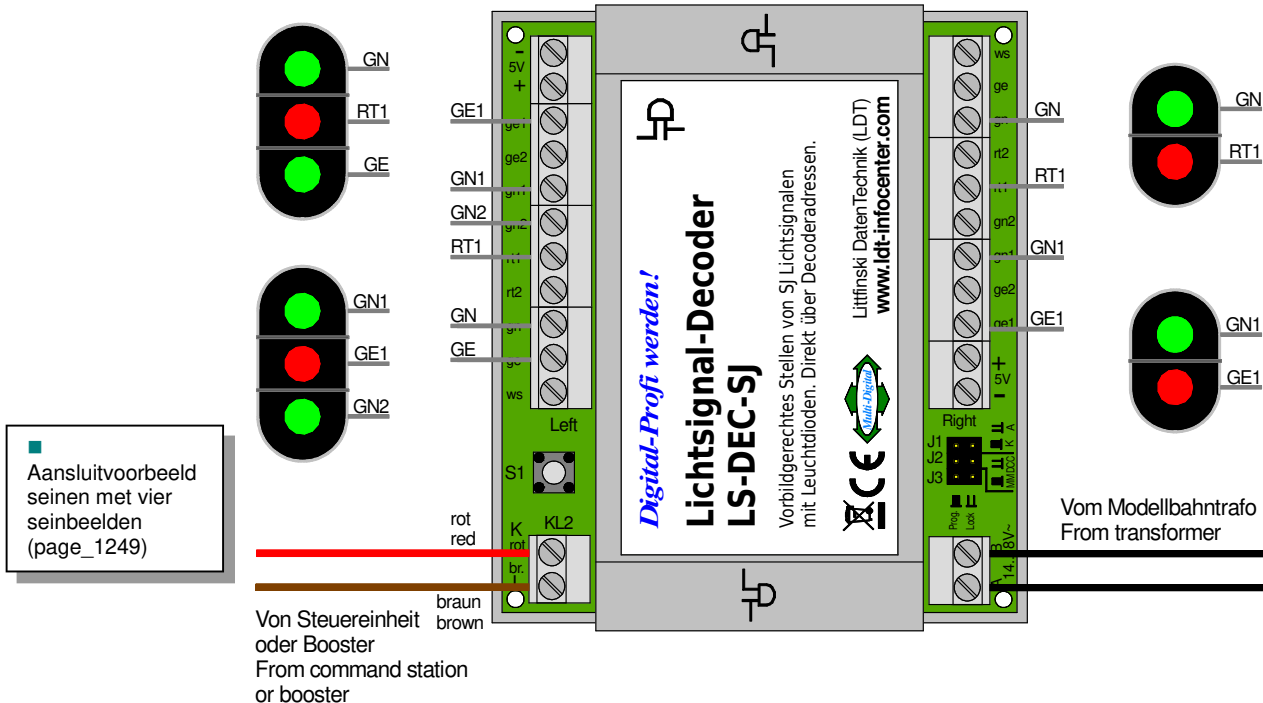 GN
RT1
GE
GN1
GE1
GN2
■
Aansluitvoorbeeld
seinen met vier
seinbeelden
(page_1249)
GE1
GN1
GN2
RT1
GN
GE
-
5V
+
ge1
ge2
gn1
gn2
rt1
rt2
gn
ge
ws
Left
S1
K
KL2
rot
br.
L
rot
red
braun
brown
Von Steuereinheit
oder Booster
From command station
or booster
Digital-Profi werden!
Lichtsignal-Decoder
LS-DEC-SJ
Vorbildgerechtes Stellen von SJ Lichtsignalen
mit Leuchtdioden. Direkt über Decoderadressen.
Littfinski DatenTechnik (LDT)
www.ldt-infocenter.com
Multi-Digital
CE
ws
ge
gn
rt2
rt1
gn2
gn1
ge2
ge1
+
5V
-
Right
J1
J2
J3
A
K
DCC
MM
Prog.
Lock
B
A
GN
RT1
GN1
GE1
GN
RT1
GN1
GE1
Vom Modellbahntrafo
From transformer